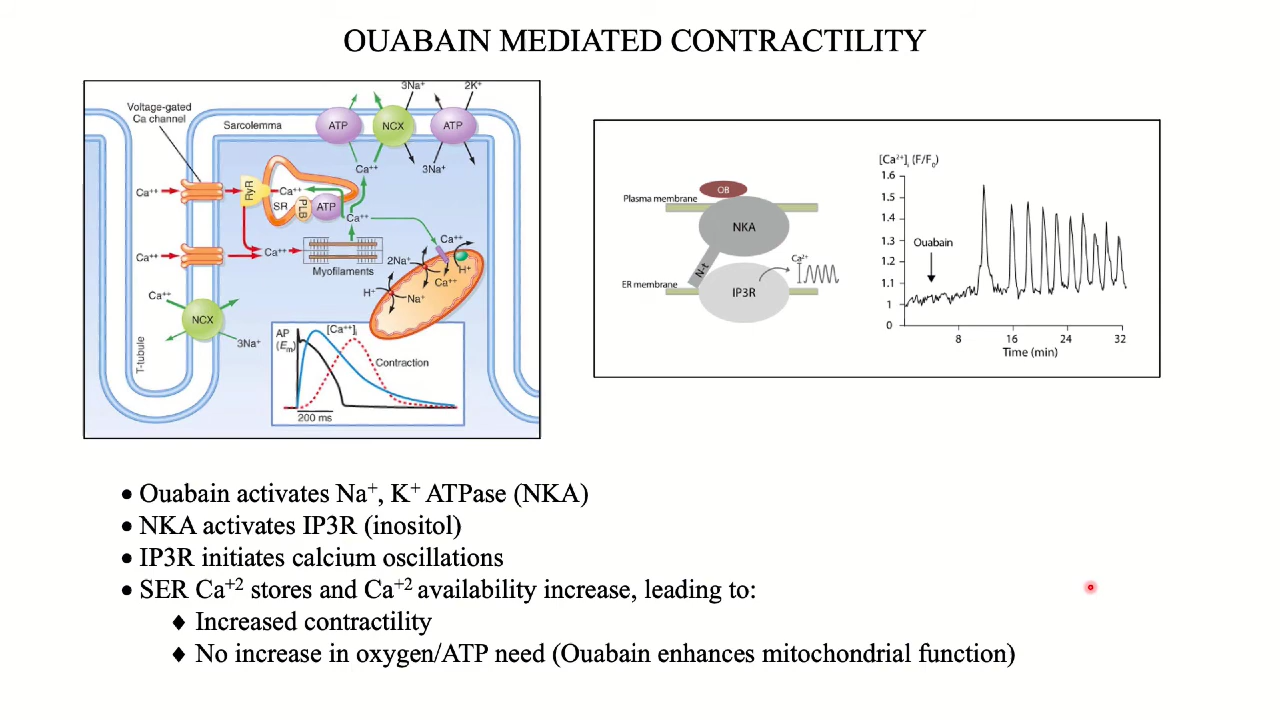 OUABAIN MEDIATED CONTRACTILITY
3Na⁺
2K⁺
Voltage-gated
Ca channel
Sarcolemma
ATP
NCX
ATP
Ca⁺⁺
3Na⁺
Ca⁺⁺
RyR
Ca⁺⁺
SR
PLB
ATP
Ca⁺⁺
Ca⁺⁺
Ca⁺⁺
Myofilaments
Ca⁺⁺
2Na⁺
H⁺
Ca⁺⁺
H⁺
Na⁺
Ca⁺⁺
NCX
3Na⁺
T-tubule
AP
(Eₘ)
[Ca⁺⁺]ᵢ
Contraction
200 ms
Plasma membrane
OB
NKA
N-t
ER membrane
IP3R
Ca²⁺
[Ca²⁺]ᵢ (F/F₀)
1.6
1.5
1.4
1.3
1.2
1.1
1
0
Ouabain
8
16
24
32
Time (min)
• Ouabain activates Na⁺, K⁺ ATPase (NKA)
• NKA activates IP3R (inositol)
• IP3R initiates calcium oscillations
• SER Ca⁺² stores and Ca⁺² availability increase, leading to:
♦ Increased contractility
♦ No increase in oxygen/ATP need (Ouabain enhances mitochondrial function)